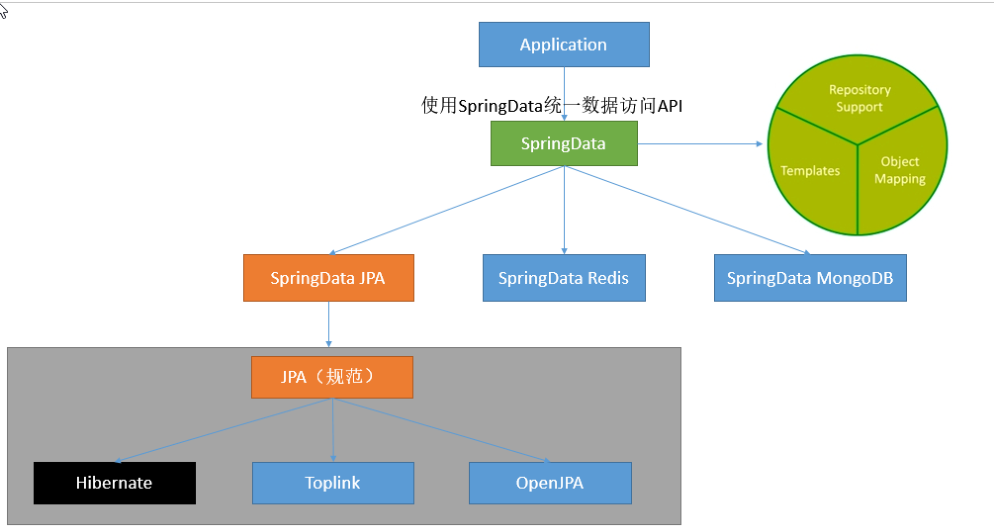 Application
使用SpringData统一数据访问API
SpringData
Repository
Support
Templates
Object
Mapping
SpringData JPA
SpringData Redis
SpringData MongoDB
JPA（规范）
Hibernate
Toplink
OpenJPA